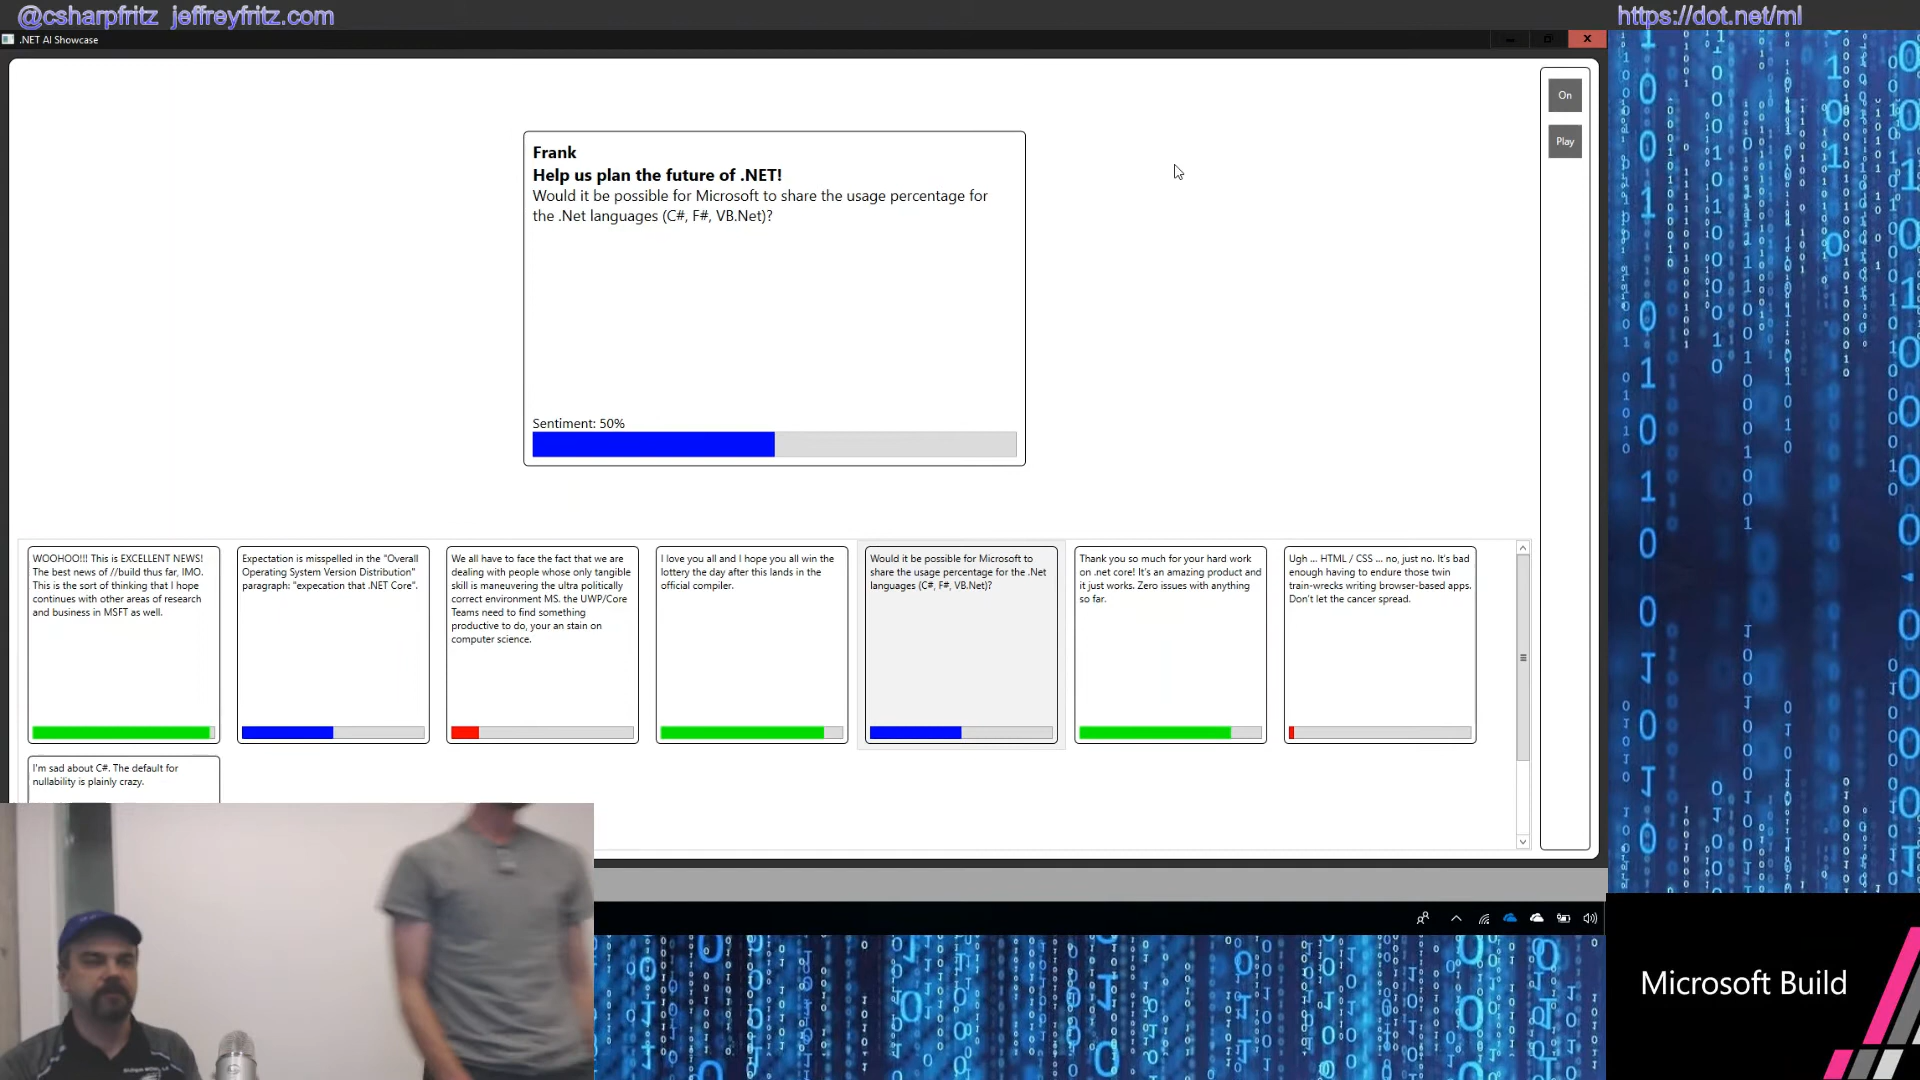 @csharpfritz jeffreyfritz.com
https://dot.net/ml
.NET AI Showcase
On
Play
Frank
Help us plan the future of .NET!
Would it be possible for Microsoft to share the usage percentage for
the .Net languages (C#, F#, VB.Net)?
Sentiment: 50%
WOOHOO!!! This is EXCELLENT NEWS!
The best news of //build thus far, IMO.
This is the sort of thinking that I hope
continues with other areas of research
and business in MSFT as well.
Expectation is misspelled in the "Overall
Operating System Version Distribution"
paragraph: "expecation that .NET Core".
We all have to face the fact that we are
dealing with people whose only tangible
skill is maneuvering the ultra politically
correct environment MS. the UWP/Core
Teams need to find something
productive to do, your an stain on
computer science.
I love you all and I hope you all win the
lottery the day after this lands in the
official compiler.
Would it be possible for Microsoft to
share the usage percentage for the .Net
languages (C#, F#, VB.Net)?
Thank you so much for your hard work
on .net core! It's an amazing product and
it just works. Zero issues with anything
so far.
Ugh ... HTML / CSS ... no, just no. It's bad
enough having to endure those twin
train-wrecks writing browser-based apps.
Don't let the cancer spread.
I'm sad about C#. The default for
nullability is plainly crazy.
Microsoft Build